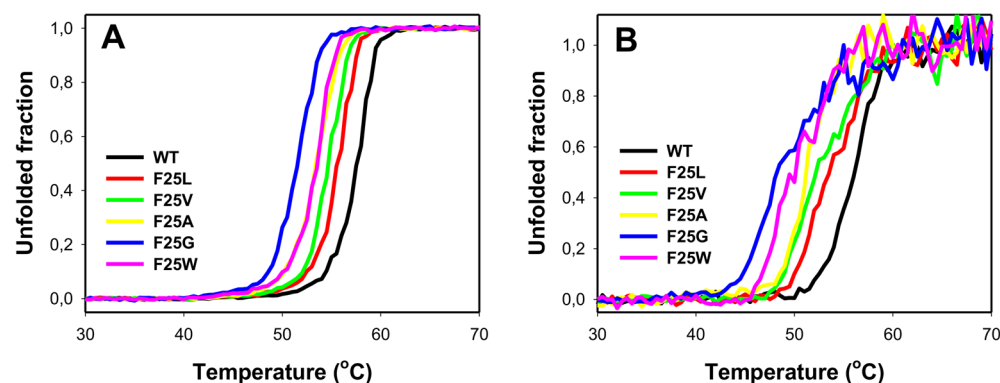 A
1,0
0,8
0,6
0,4
0,2
0,0
Unfolded fraction
WT
F25L
F25V
F25A
F25G
F25W
30
40
50
60
70
Temperature (°C)
B
1,0
0,8
0,6
0,4
0,2
0,0
Unfolded fraction
WT
F25L
F25V
F25A
F25G
F25W
30
40
50
60
70
Temperature (°C)